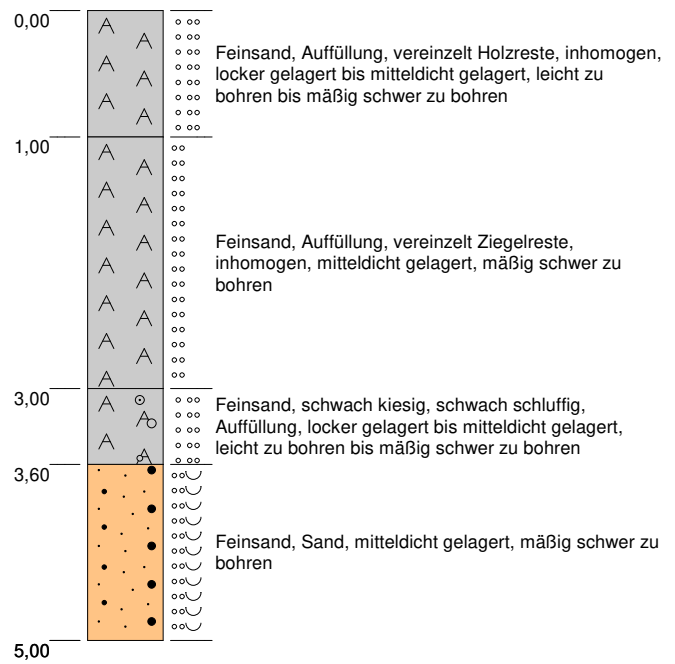 0,00
Feinsand, Auffüllung, vereinzelt Holzreste, inhomogen,
locker gelagert bis mitteldicht gelagert, leicht zu
bohren bis mäßig schwer zu bohren
1,00
Feinsand, Auffüllung, vereinzelt Ziegelreste,
inhomogen, mitteldicht gelagert, mäßig schwer zu
bohren
3,00
Feinsand, schwach kiesig, schwach schluffig,
Auffüllung, locker gelagert bis mitteldicht gelagert,
leicht zu bohren bis mäßig schwer zu bohren
3,60
Feinsand, Sand, mitteldicht gelagert, mäßig schwer zu
bohren
5,00